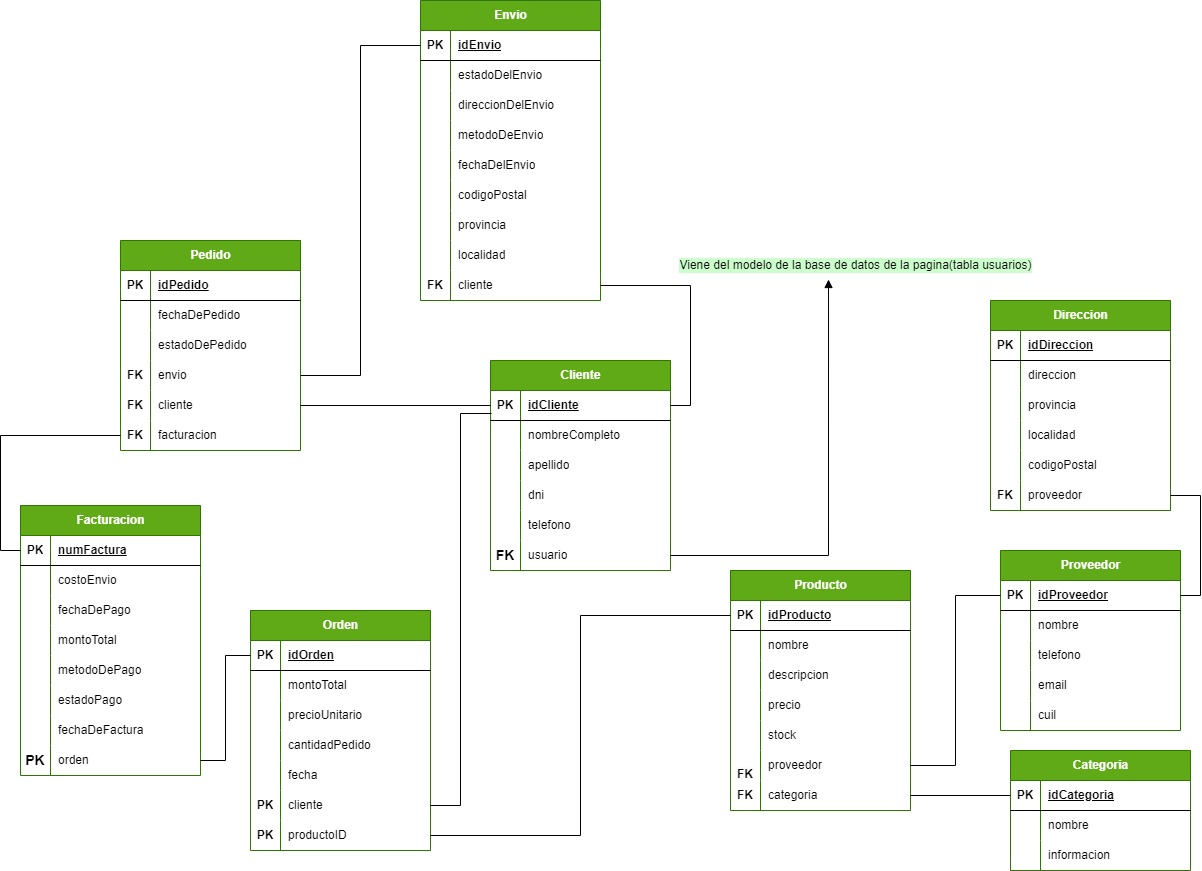 Envio
PK idEnvio
estadoDelEnvio
direccionDelEnvio
metodoDeEnvio
fechaDelEnvio
codigoPostal
provincia
localidad
FK cliente
Pedido
PK idPedido
fechaDePedido
estadoDePedido
FK envio
FK cliente
FK facturacion
Viene del modelo de la base de datos de la pagina(tabla usuarios)
Cliente
PK idCliente
nombreCompleto
apellido
dni
telefono
FK usuario
Direccion
PK idDireccion
direccion
provincia
localidad
codigoPostal
FK proveedor
Facturacion
PK numFactura
costoEnvio
fechaDePago
montoTotal
metodoDePago
estadoPago
fechaDeFactura
PK orden
Orden
PK idOrden
montoTotal
precioUnitario
cantidadPedido
fecha
PK cliente
PK productoID
Producto
PK idProducto
nombre
descripcion
precio
stock
FK proveedor
FK categoria
Proveedor
PK idProveedor
nombre
telefono
email
cuil
Categoria
PK idCategoria
nombre
informacion